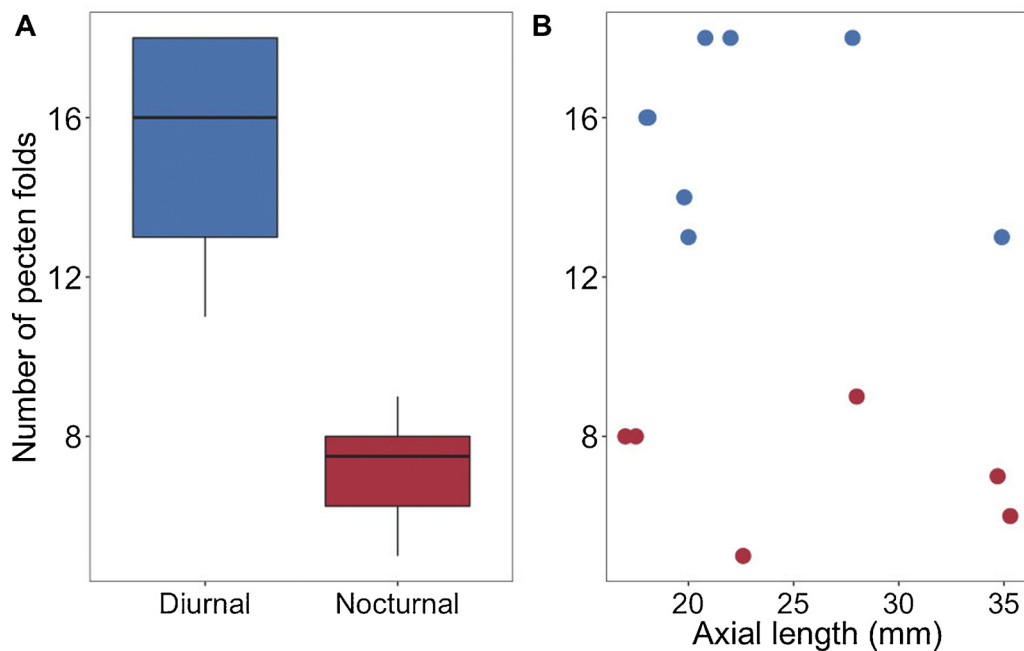 A
Number of pecten folds
16
12
8
Diurnal Nocturnal
B
16
12
8
20 25 30 35
Axial length (mm)